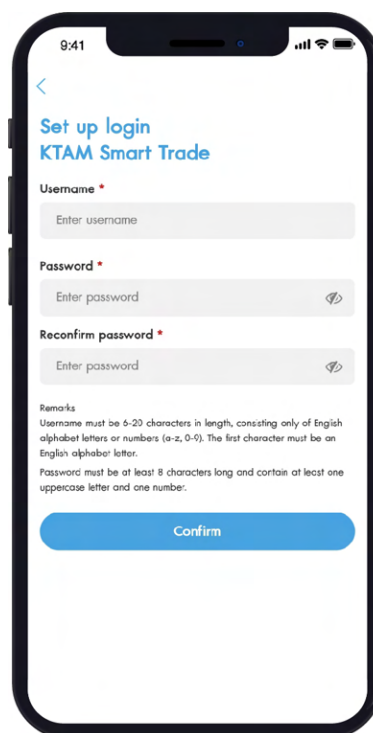 9:41
Set up login
KTAM Smart Trade
Username *
Enter username
Password *
Enter password
Reconfirm password *
Enter password
Remarks
Username must be 6-20 characters in length, consisting only of English
alphabet letters or numbers (a-z, 0-9). The first character must be an
English alphabet letter.
Password must be at least 8 characters long and contain at least one
uppercase letter and one number.
Confirm